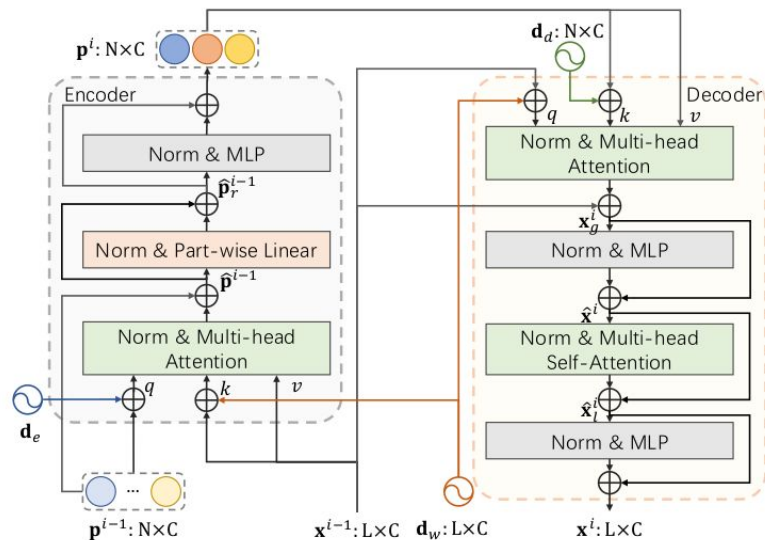 𝐩^i: N×C
𝐝_d: N×C
Encoder
Decoder
q
k
v
Norm & MLP
Norm & Multi-head
Attention
𝐩̂_r^{i−1}
𝐱_g^i
Norm & Part-wise Linear
Norm & MLP
𝐩̂^{i−1}
𝐱̂^i
Norm & Multi-head
Attention
Norm & Multi-head
Self-Attention
q
k
v
𝐱̂_l^i
𝐝_e
Norm & MLP
...
𝐩^{i−1}: N×C
𝐱^{i−1}: L×C
𝐝_w: L×C
𝐱^i: L×C